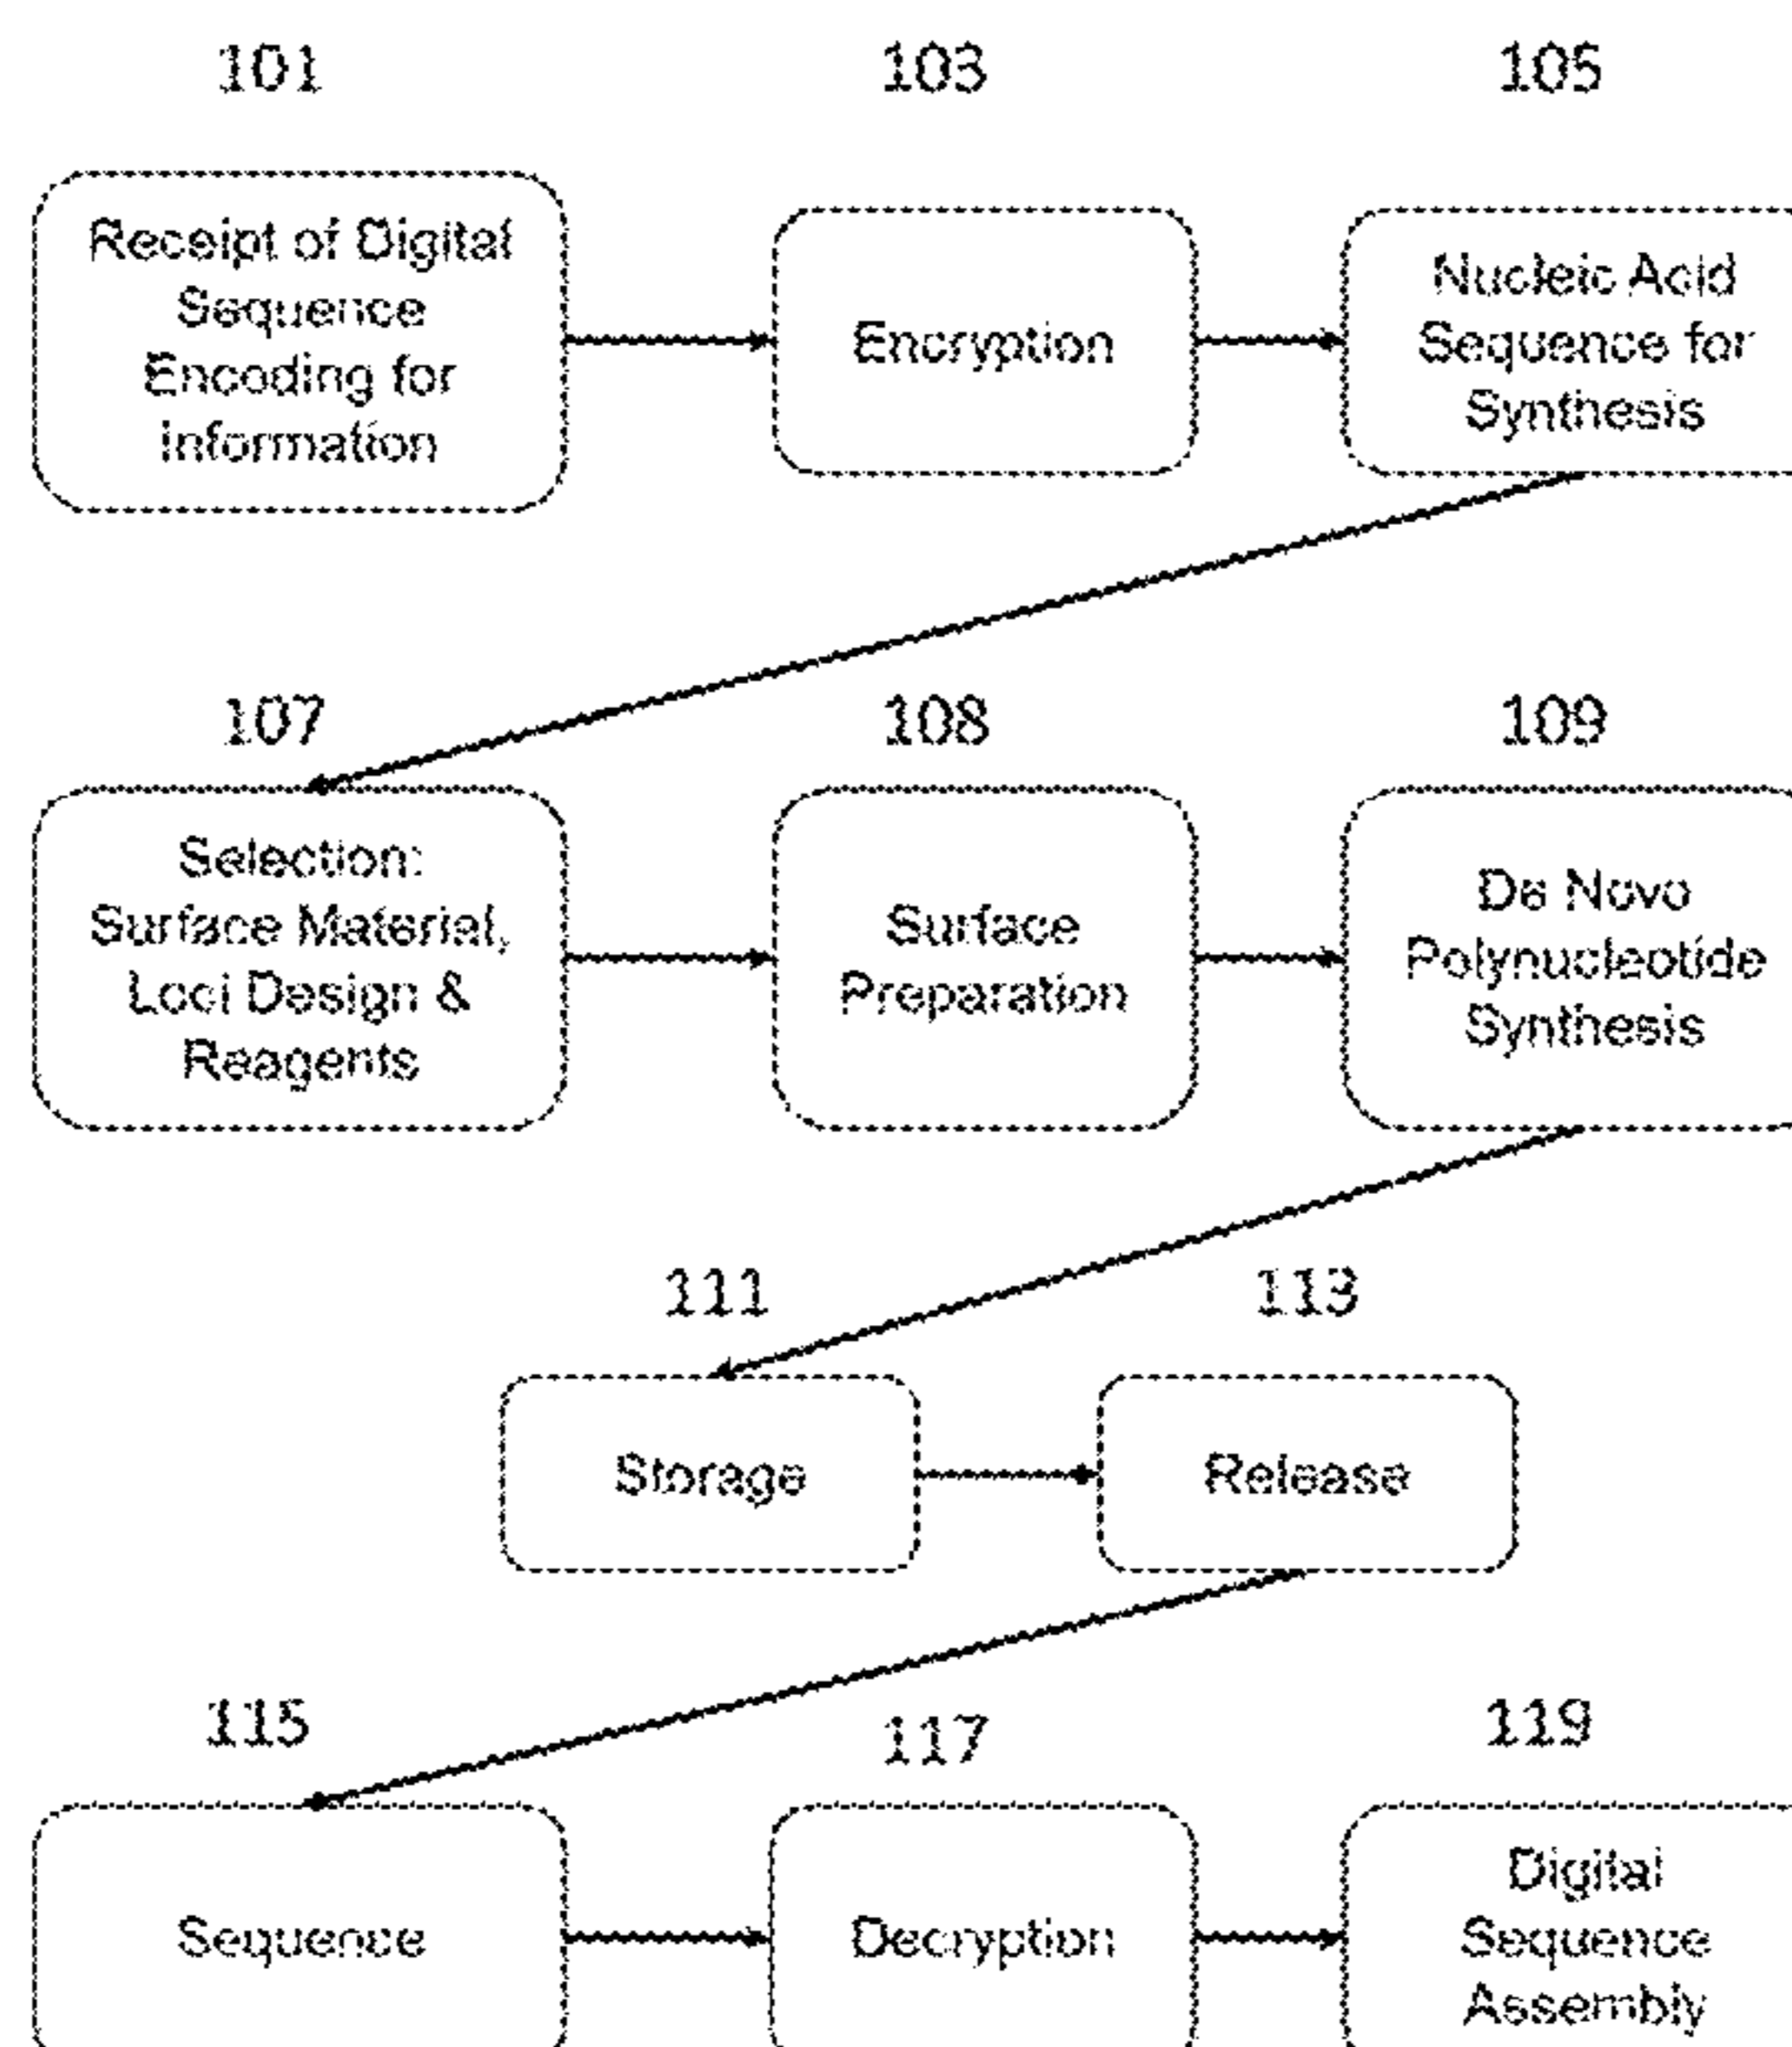 101
103
105
Receipt of Digital
Sequence
Encoding for
Information
Encryption
Nucleic Acid
Sequence for
Synthesis
107
108
109
Selection:
Surface Material,
Loci Design &
Reagents
Surface
Preparation
De Novo
Polynucleotide
Synthesis
111
113
Storage
Release
115
117
119
Sequence
Decryption
Digital
Sequence
Assembly